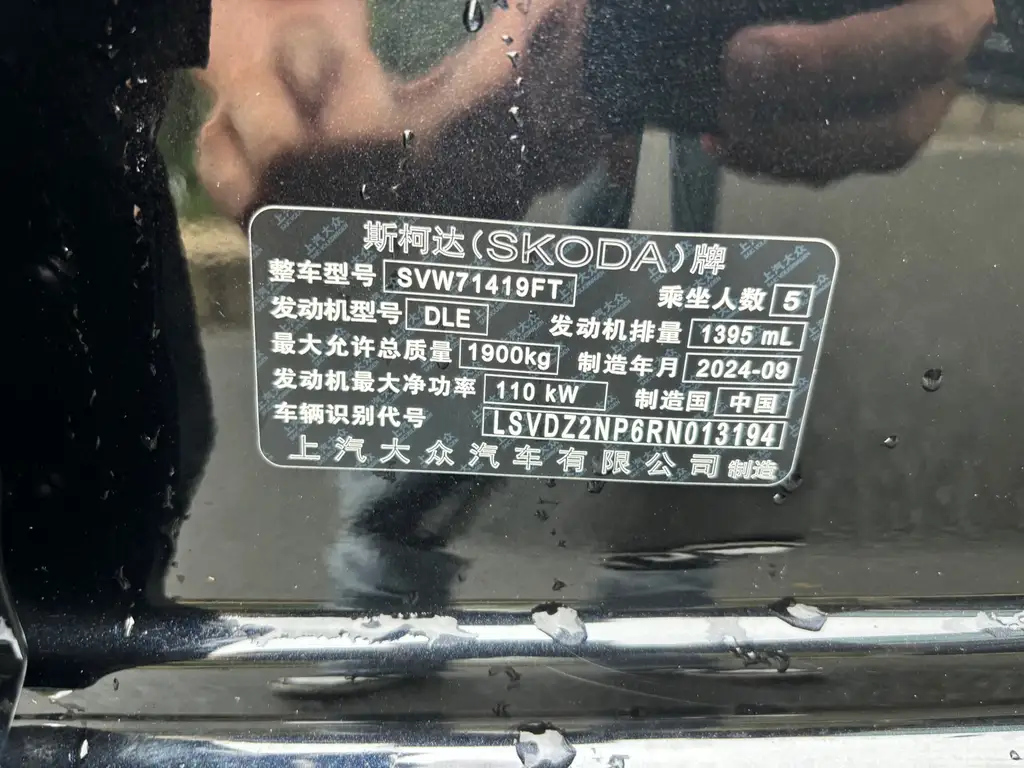 斯柯达(SKODA)牌
整车型号 SVW71419FT 乘坐人数 5
发动机型号 DLE 发动机排量 1395 mL
最大允许总质量 1900kg 制造年月 2024-09
发动机最大净功率 110 kW 制造国 中国
车辆识别代号 LSVDZ2NP6RN013194
上汽大众汽车有限公司 制造